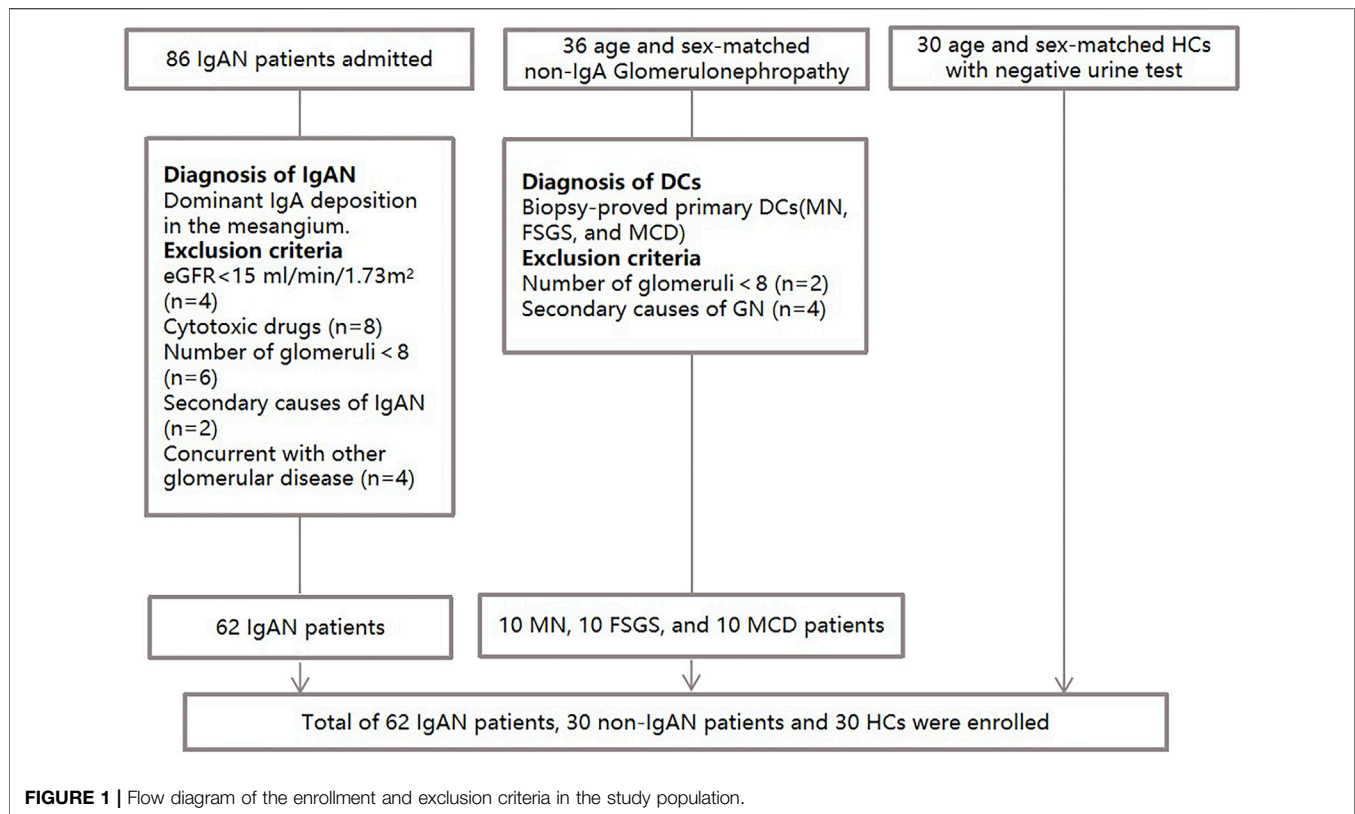 86 IgAN patients admitted
36 age and sex-matched
non-IgA Glomerulonephropathy
30 age and sex-matched HCs
with negative urine test
Diagnosis of IgAN
Dominant IgA deposition
in the mesangium.
Exclusion criteria
eGFR<15 ml/min/1.73m²
(n=4)
Cytotoxic drugs (n=8)
Number of glomeruli < 8
(n=6)
Secondary causes of IgAN
(n=2)
Concurrent with other
glomerular disease (n=4)
Diagnosis of DCs
Biopsy-proved primary DCs(MN,
FSGS, and MCD)
Exclusion criteria
Number of glomeruli < 8 (n=2)
Secondary causes of GN (n=4)
62 IgAN patients
10 MN, 10 FSGS, and 10 MCD patients
Total of 62 IgAN patients, 30 non-IgAN patients and 30 HCs were enrolled
FIGURE 1 | Flow diagram of the enrollment and exclusion criteria in the study population.